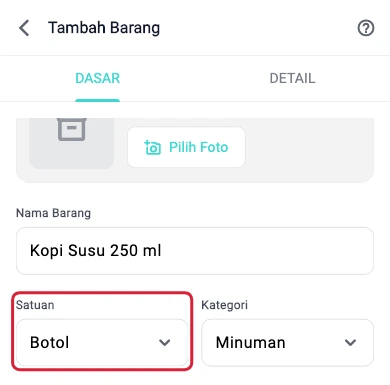 Tambah Barang
DASAR DETAIL
Pilih Foto
Nama Barang
Kopi Susu 250 ml
Satuan Kategori
Botol Minuman